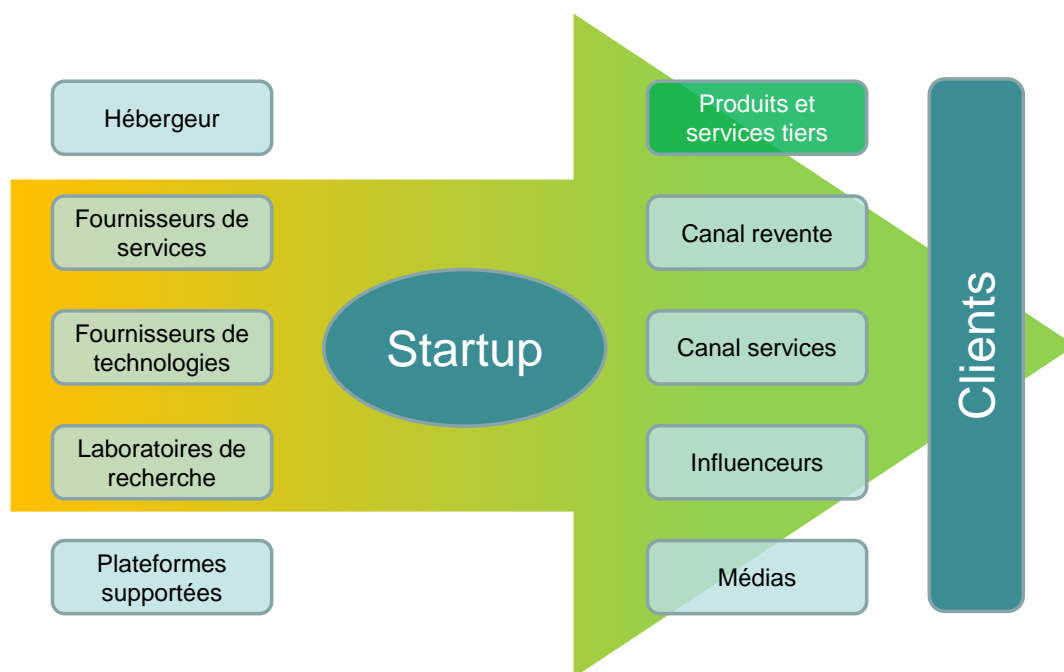 Hébergeur
Fournisseurs de
services
Fournisseurs de
technologies
Laboratoires de
recherche
Plateformes
supportées
Startup
Produits et
services tiers
Canal revente
Canal services
Influenceurs
Médias
Clients